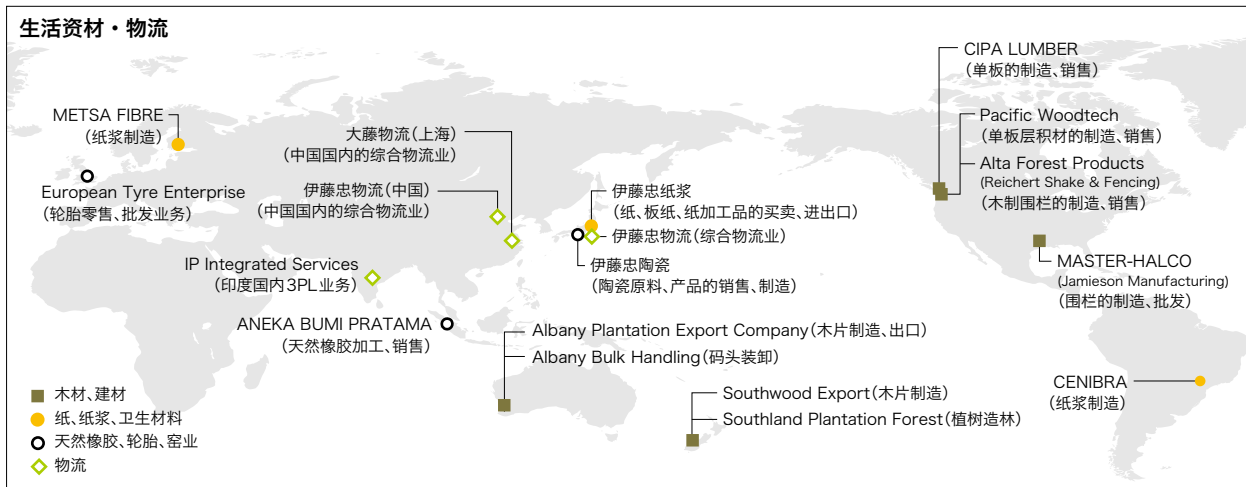 生活资材・物流
METSA FIBRE
（纸浆制造）
European Tyre Enterprise
（轮胎零售、批发业务）
大藤物流（上海）
（中国国内的综合物流业）
伊藤忠物流（中国）
（中国国内的综合物流业）
IP Integrated Services
（印度国内3PL业务）
ANEKA BUMI PRATAMA
（天然橡胶加工、销售）
伊藤忠纸浆
（纸、板纸、纸加工品的买卖、进出口）
伊藤忠物流（综合物流业）
伊藤忠陶瓷
（陶瓷原料、产品的销售、制造）
Albany Plantation Export Company（木片制造、出口）
Albany Bulk Handling（码头装卸）
Southwood Export（木片制造）
Southland Plantation Forest（植树造林）
CIPA LUMBER
（单板的制造、销售）
Pacific Woodtech
（单板层积材的制造、销售）
Alta Forest Products
(Reichert Shake & Fencing)
（木制围栏的制造、销售）
MASTER-HALCO
(Jamieson Manufacturing)
（围栏的制造、批发）
CENIBRA
（纸浆制造）
木材、建材
纸、纸浆、卫生材料
天然橡胶、轮胎、窑业
物流